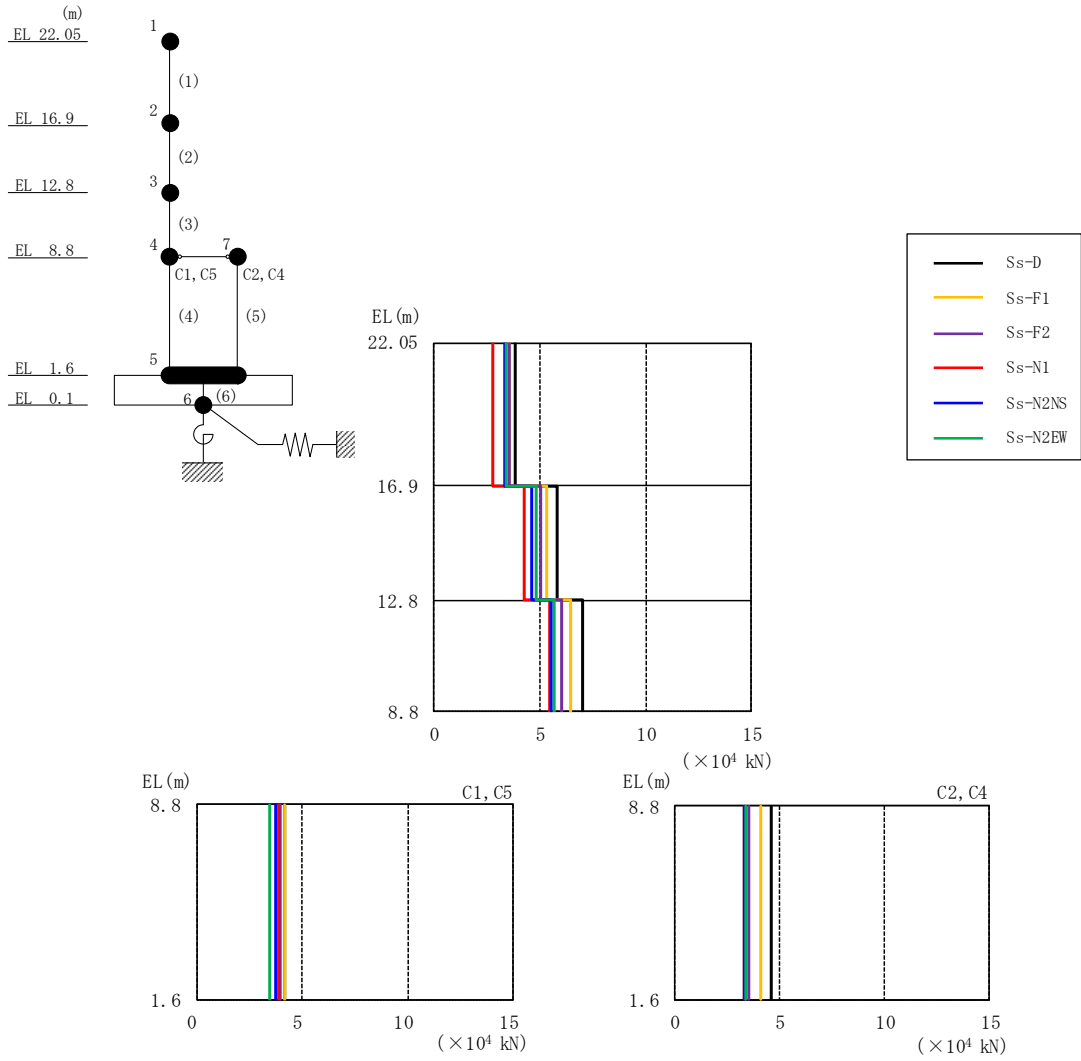 (m)
EL 22.05
EL 16.9
EL 12.8
EL 8.8
EL 1.6
EL 0.1
1
(1)
2
(2)
3
(3)
4
7
C1, C5
C2, C4
(4)
(5)
5
6
(6)
Ss-D
Ss-F1
Ss-F2
Ss-N1
Ss-N2NS
Ss-N2EW
EL(m)
22.05
16.9
12.8
8.8
0
5
10
15
(×10⁴ kN)
EL(m)
C1, C5
8.8
1.6
0
5
10
15
(×10⁴ kN)
EL(m)
C2, C4
8.8
1.6
0
5
10
15
(×10⁴ kN)